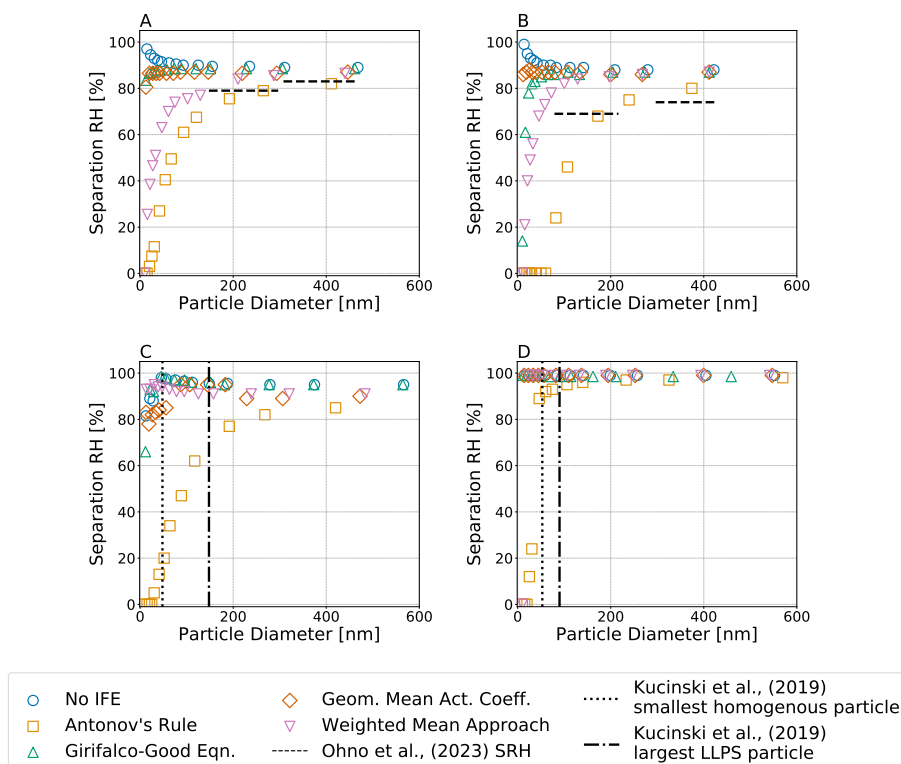 A
B
100
80
60
40
20
0
Separation RH [%]
0
200
400
600
Particle Diameter [nm]
100
80
60
40
20
0
Separation RH [%]
0
200
400
600
Particle Diameter [nm]
C
D
100
80
60
40
20
0
Separation RH [%]
0
200
400
600
Particle Diameter [nm]
100
80
60
40
20
0
Separation RH [%]
0
200
400
600
Particle Diameter [nm]
No IFE
Antonov's Rule
Girifalco-Good Eqn.
Geom. Mean Act. Coeff.
Weighted Mean Approach
Ohno et al., (2023) SRH
Kucinski et al., (2019)
smallest homogenous particle
Kucinski et al., (2019)
largest LLPS particle